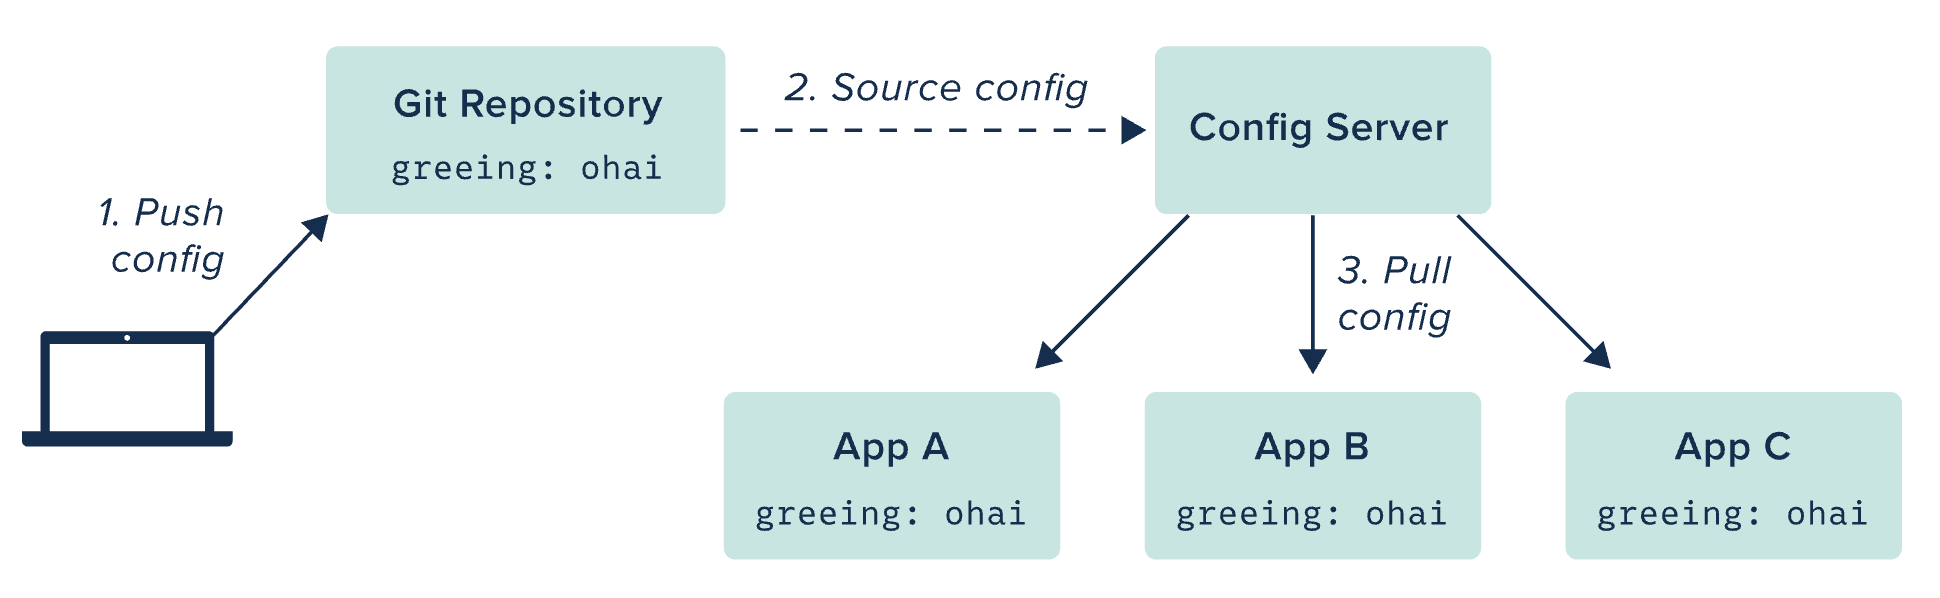 Git Repository
greeing: ohai
2. Source config
Config Server
1. Push
config
3. Pull
config
App A
greeing: ohai
App B
greeing: ohai
App C
greeing: ohai